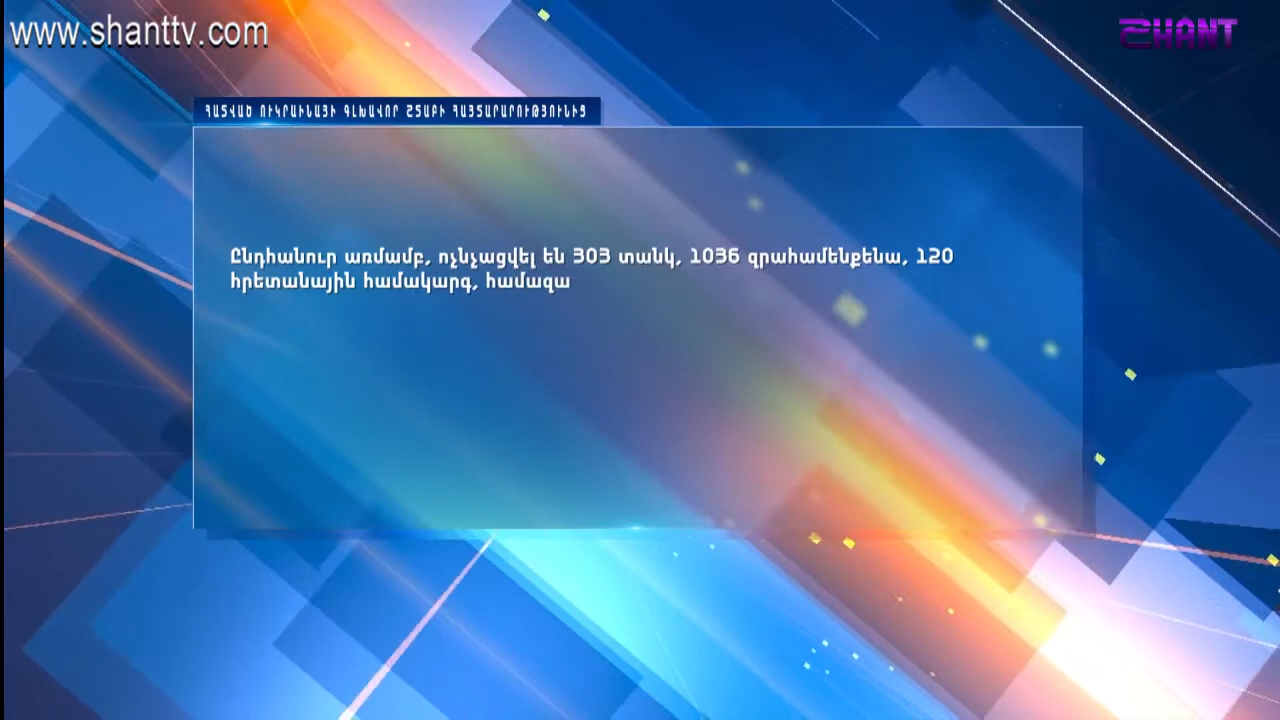 www.shanttv.com
SHANT
ՀԱՏՎԱԾ ՈՒԿՐԱԻՆԱՅԻ ԳԼԽԱՎՈՐ ՇՏԱԲԻ ՀԱՅՏԱՐԱՐՈՒԹՅՈՒՆԻՑ
Ընդհանուր առմամբ, ոչնչացվել են 303 տանկ, 1036 զրահամենքենա, 120
հրետանային համակարգ, համազա